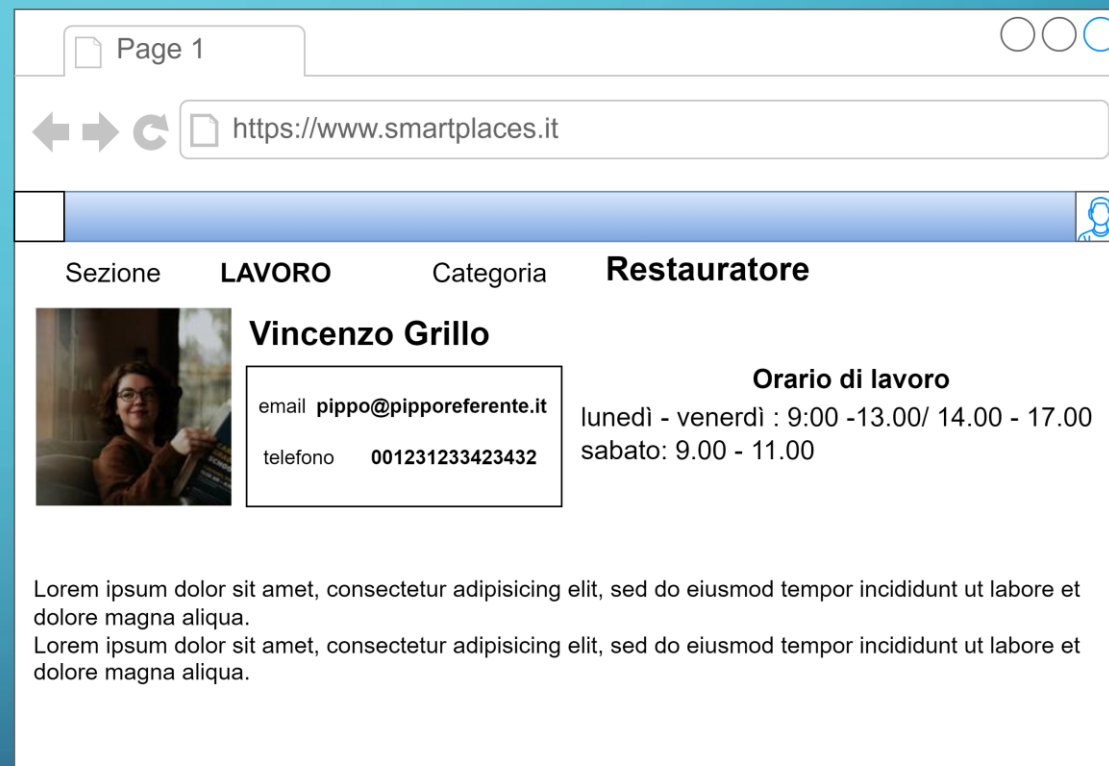 Page 1
https://www.smartplaces.it
Sezione LAVORO Categoria Restauratore
Vincenzo Grillo
email pippo@pipporeferente.it
telefono 001231233423432
Orario di lavoro
lunedì - venerdì : 9:00 -13.00/ 14.00 - 17.00
sabato: 9.00 - 11.00
Lorem ipsum dolor sit amet, consectetur adipisicing elit, sed do eiusmod tempor incididunt ut labore et
dolore magna aliqua.
Lorem ipsum dolor sit amet, consectetur adipisicing elit, sed do eiusmod tempor incididunt ut labore et
dolore magna aliqua.